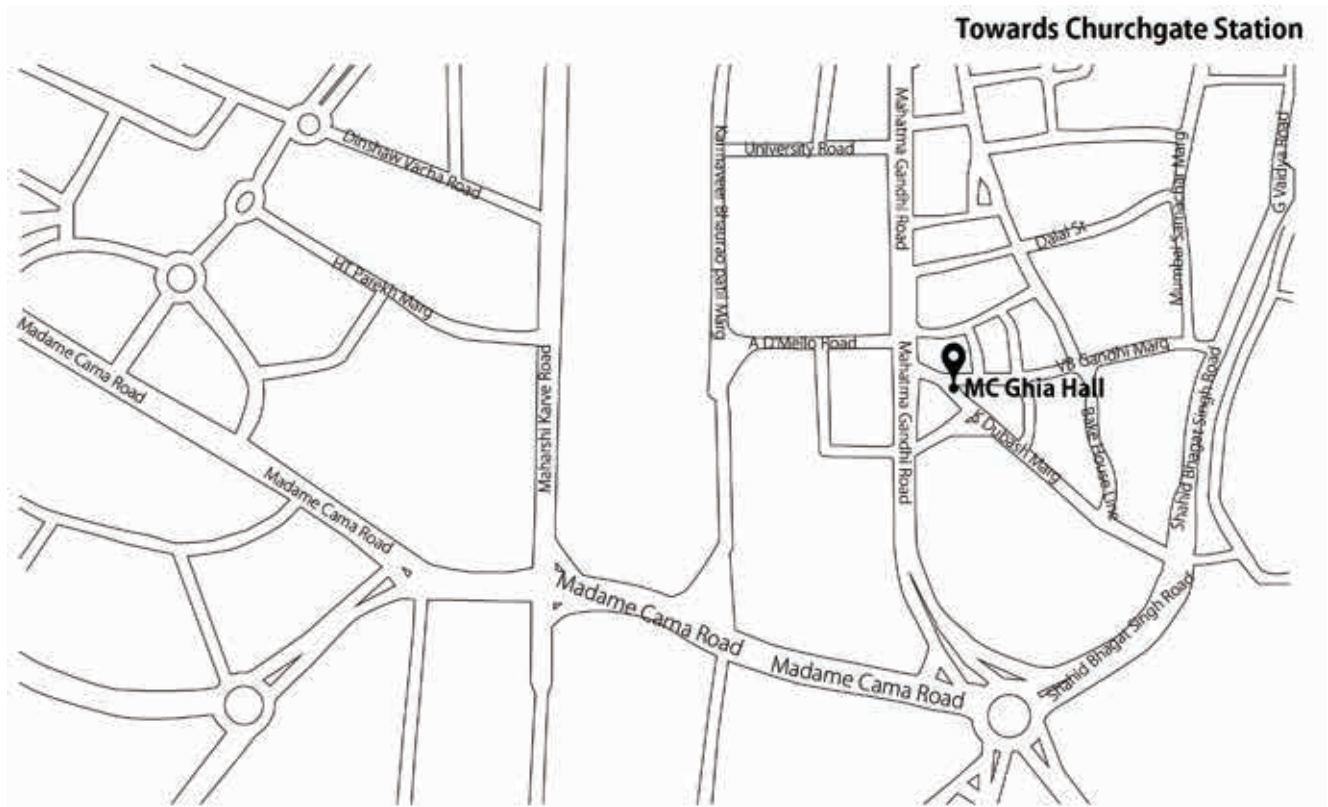 Towards Churchgate Station
Dinshaw Vacha Road
HT Parekh Marg
Madame Cama Road
Madame Cama Road
Maharshi Karve Road
Karmaveer Bhaurao patil Marg
University Road
Mahatma Gandhi Road
A D'Mello Road
Mahatma Gandhi Road
Dalal St
Mumbai Samachar Marg
G Vaidya Road
VB Gandhi Marg
MC Ghia Hall
K Dubash Marg
Shahid Bhagat Singh Road
Madame Cama Road
Madame Cama Road
Shahid Bhagat Singh Road